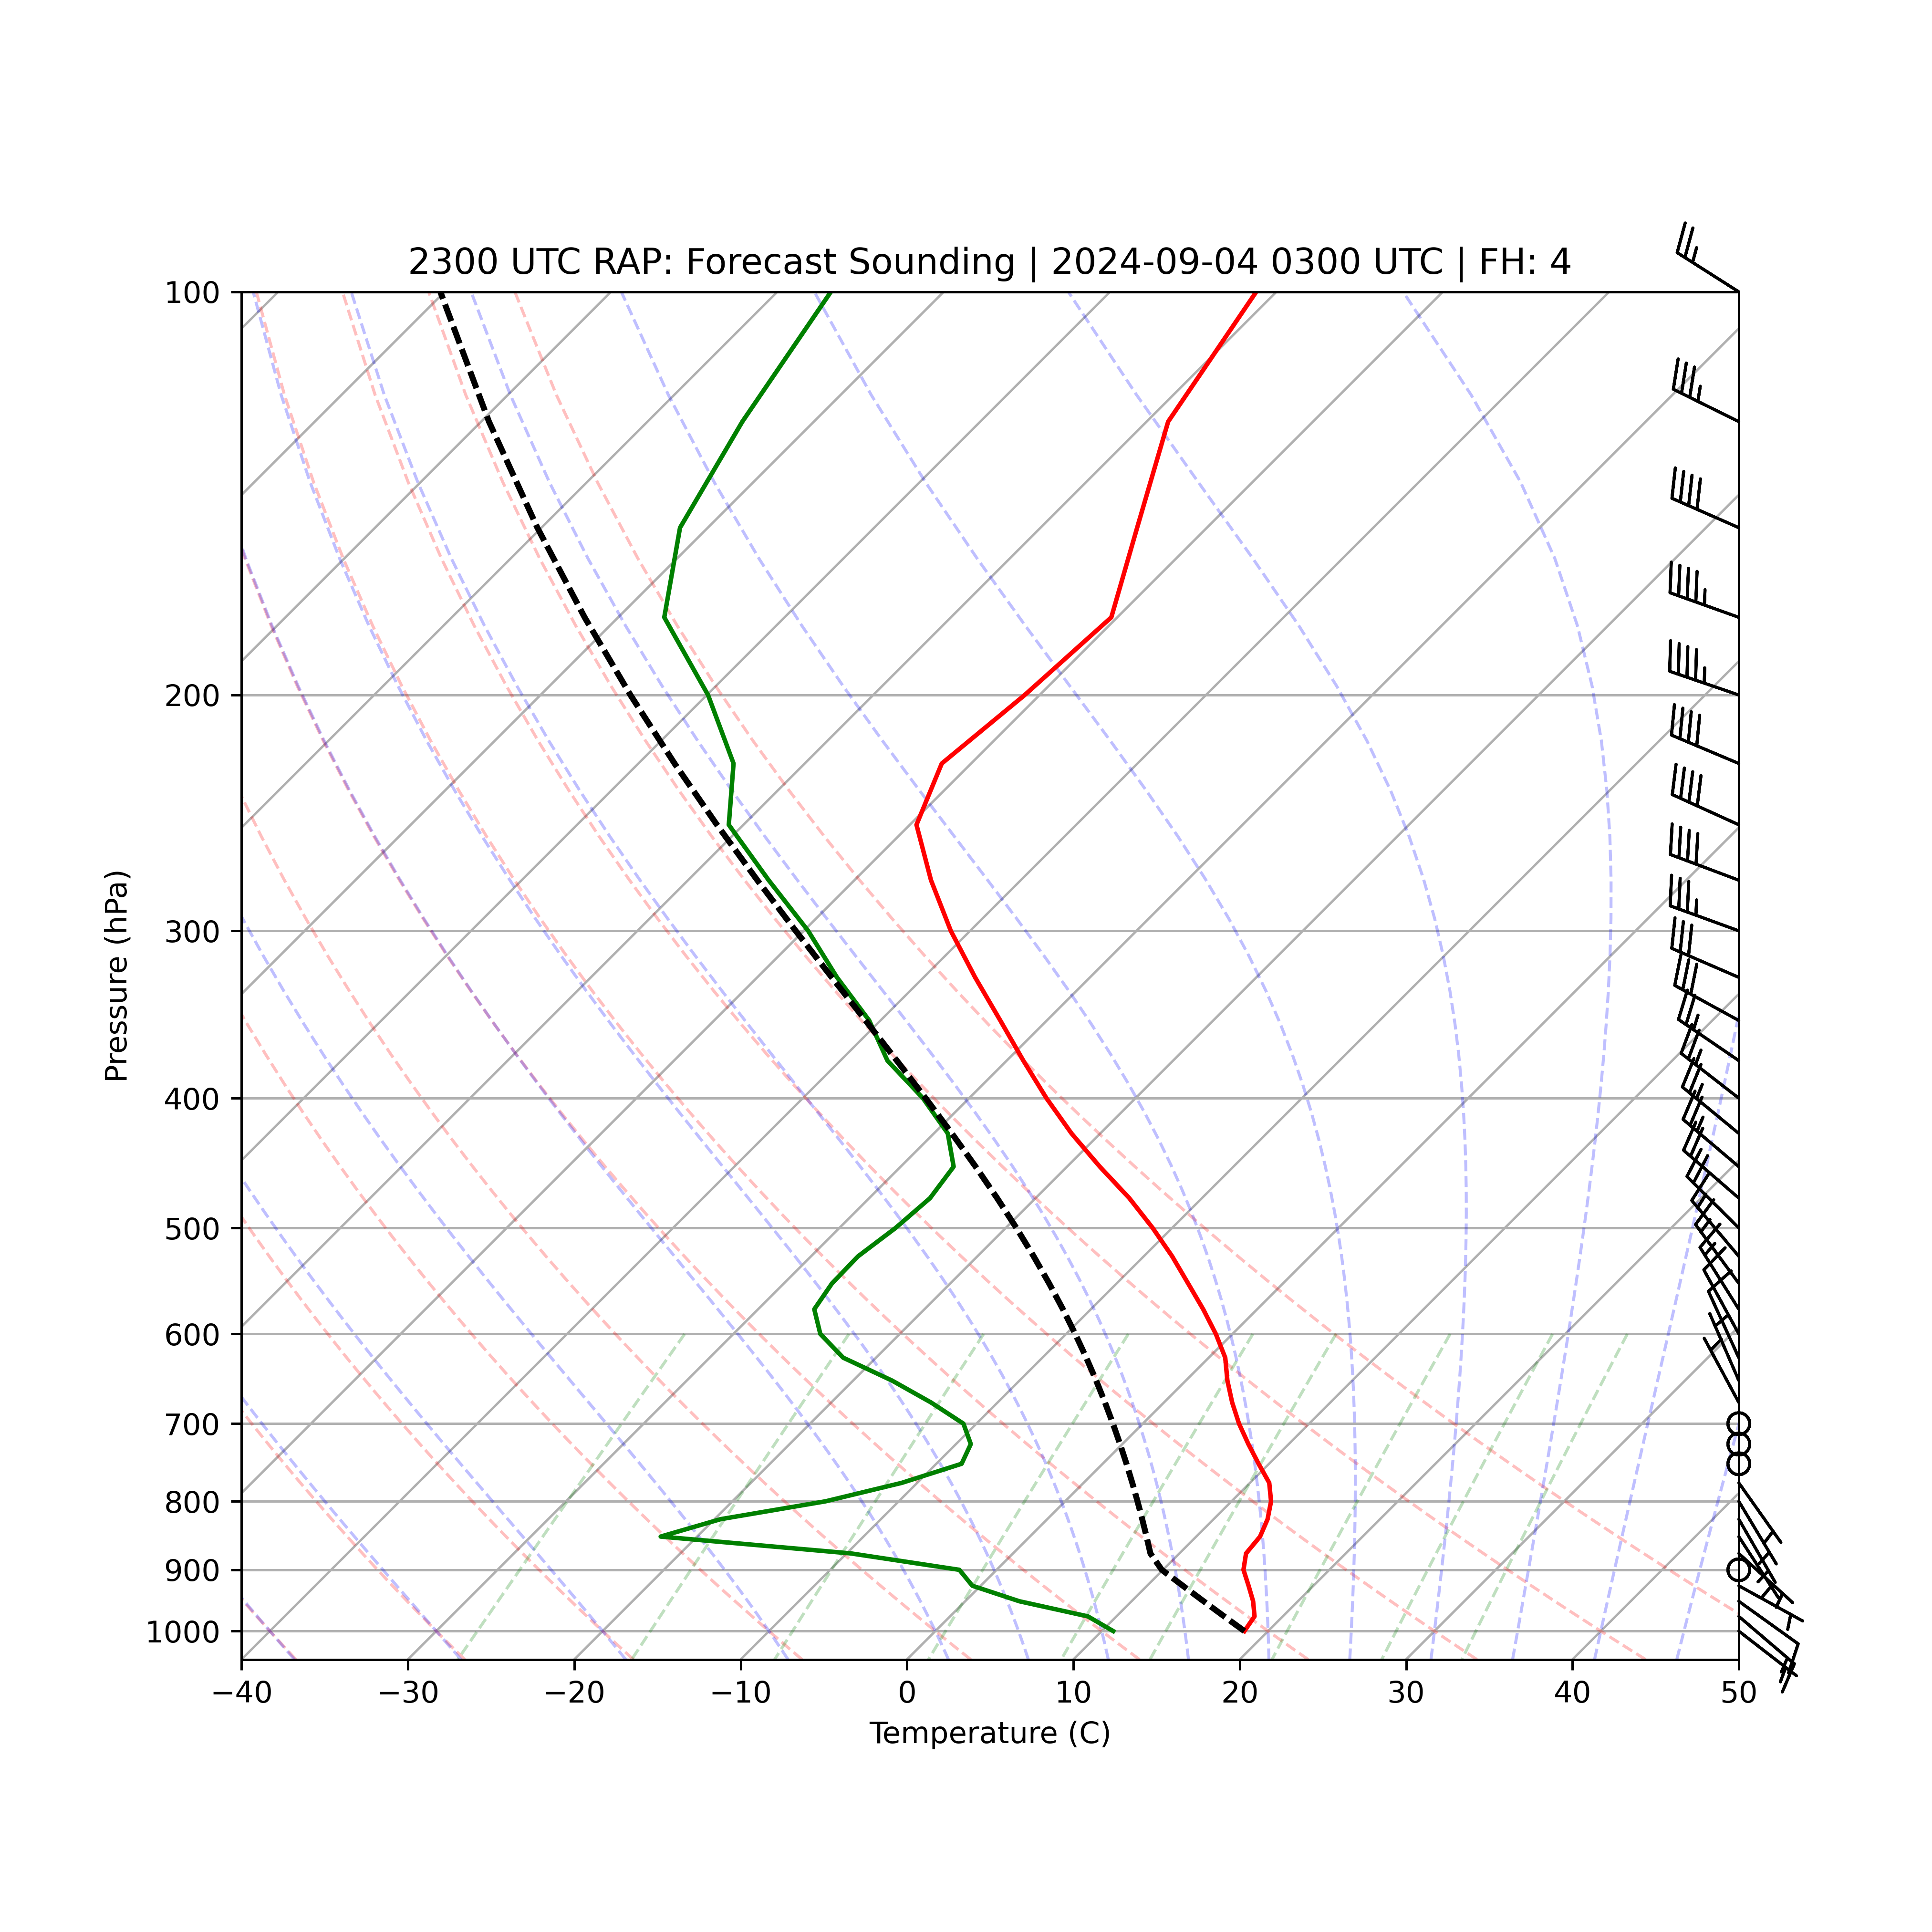 2300 UTC RAP: Forecast Sounding | 2024-09-04 0300 UTC | FH: 4
100
200
300
400
500
600
700
800
900
1000
Pressure (hPa)
−40 −30 −20 −10 0 10 20 30 40 50
Temperature (C)